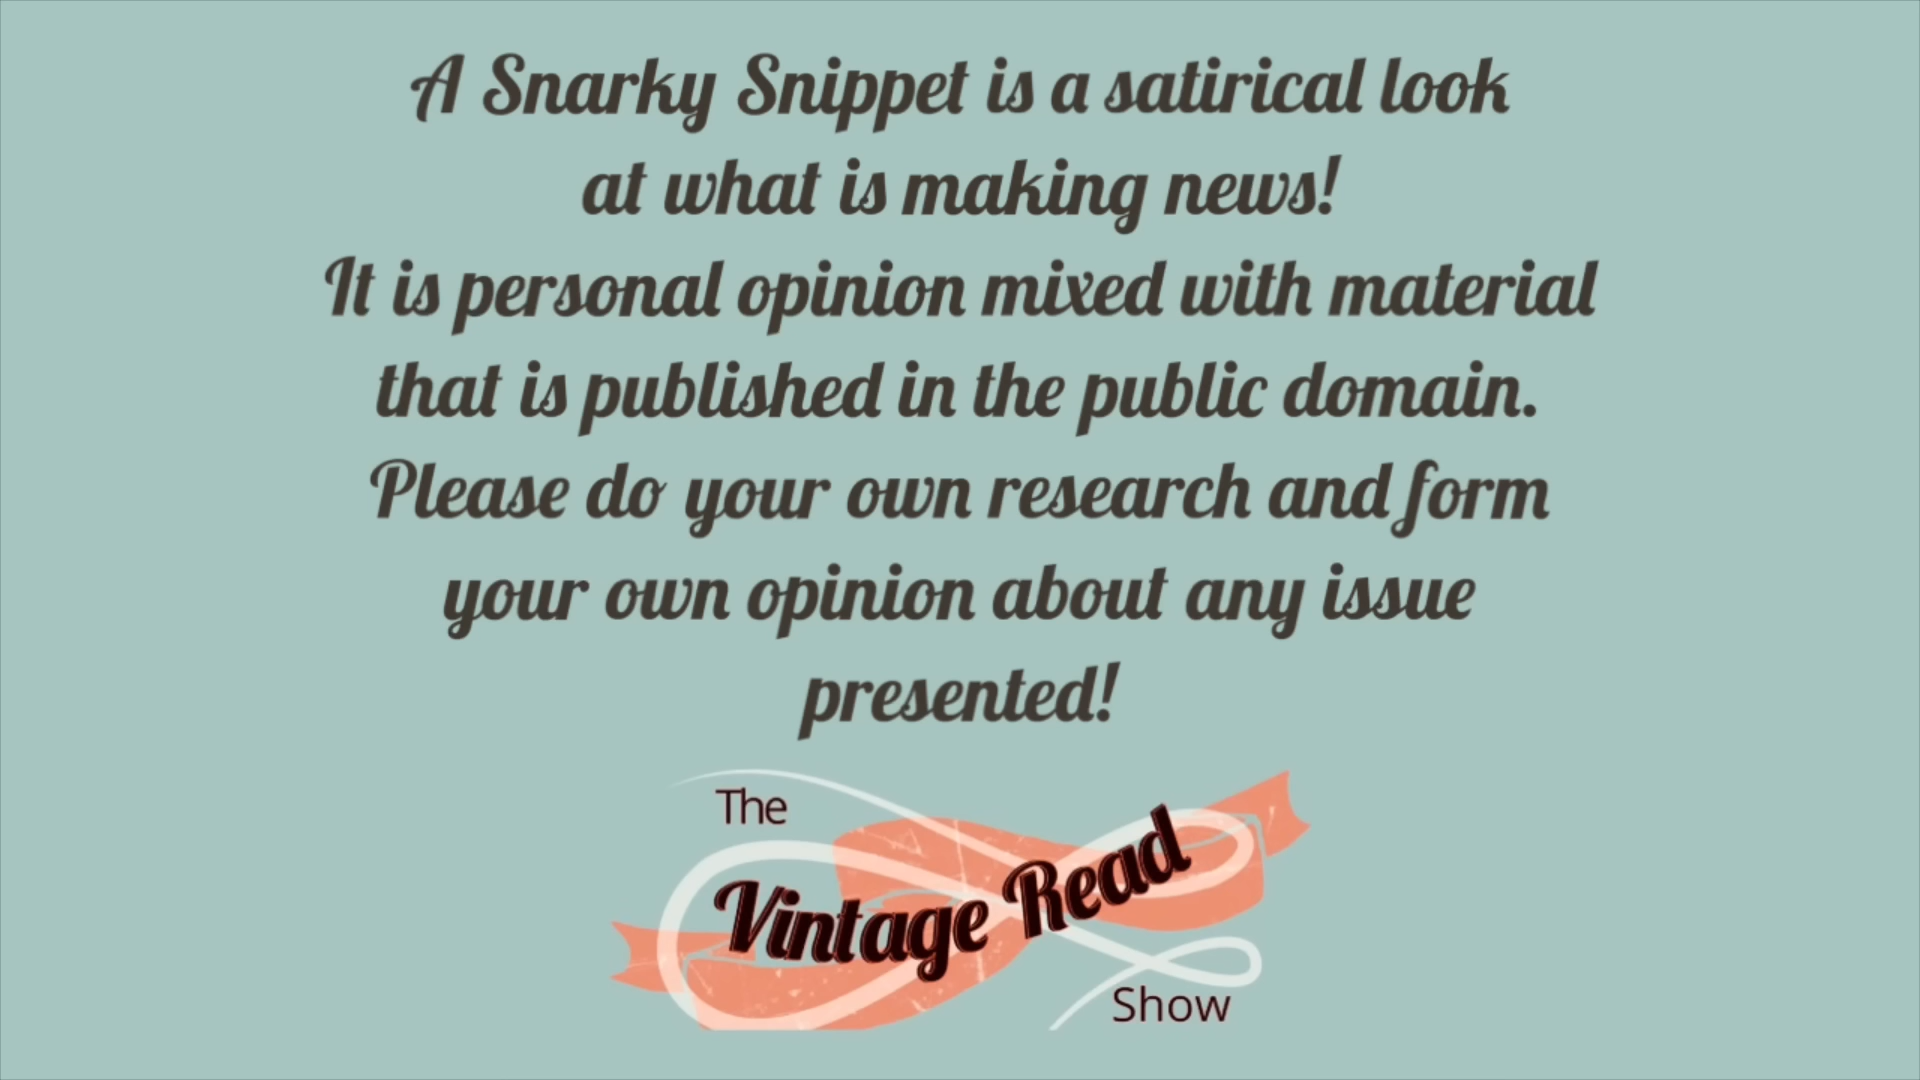 A Snarky Snippet is a satirical look
at what is making news!
It is personal opinion mixed with material
that is published in the public domain.
Please do your own research and form
your own opinion about any issue
presented!
The
Vintage Read
Show